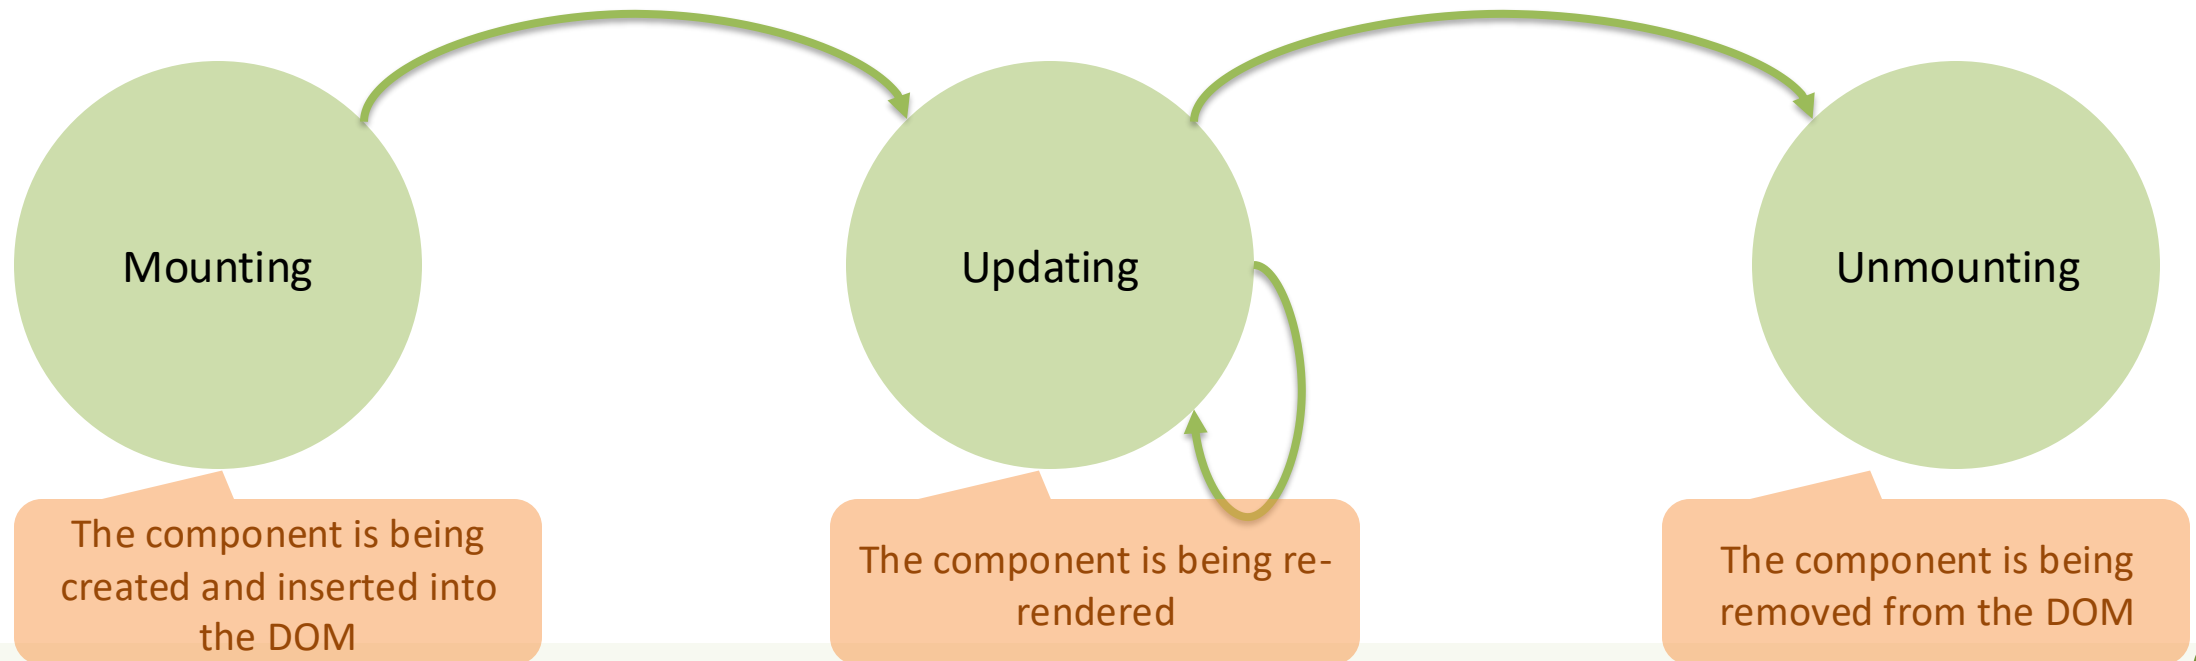 Mounting
Updating
Unmounting
The component is being
created and inserted into
the DOM
The component is being re-
rendered
The component is being
removed from the DOM